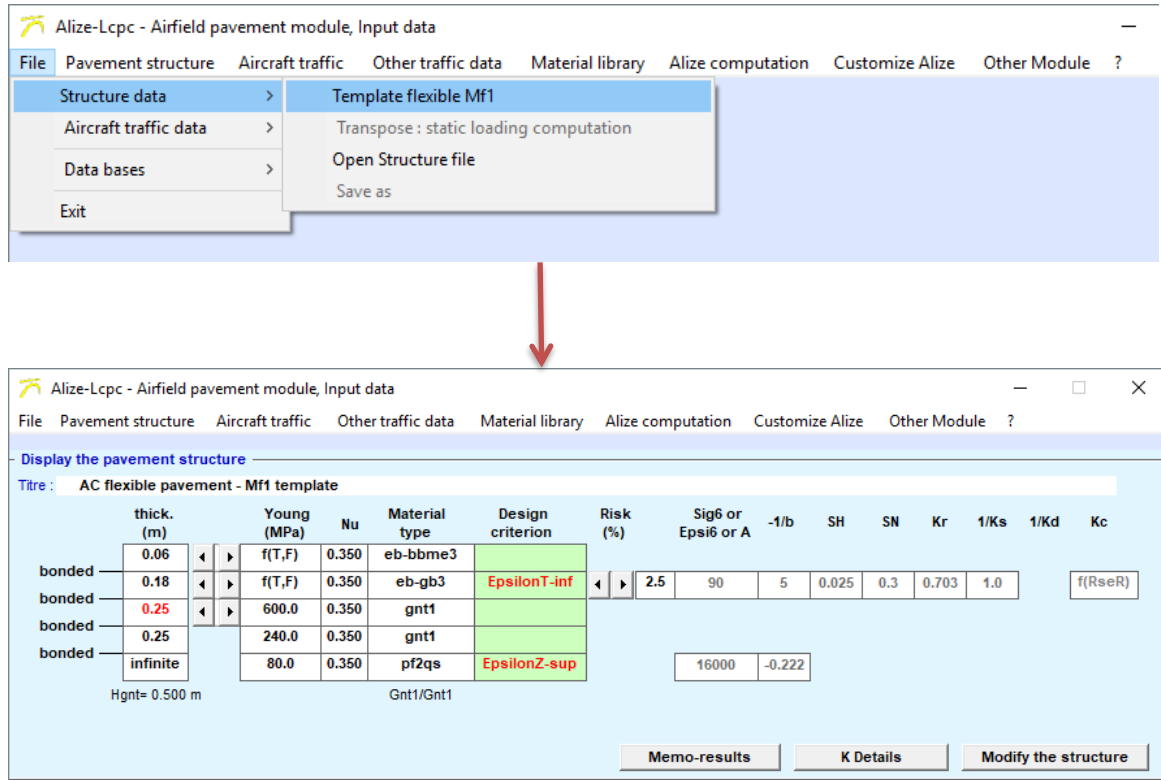 Alize-Lcpc - Airfield pavement module, Input data
File Pavement structure Aircraft traffic Other traffic data Material library Alize computation Customize Alize Other Module ?
Structure data > Template flexible Mf1
Aircraft traffic data > Transpose : static loading computation
Data bases > Open Structure file
Save as
Exit
Alize-Lcpc - Airfield pavement module, Input data
File Pavement structure Aircraft traffic Other traffic data Material library Alize computation Customize Alize Other Module ?
Display the pavement structure
Titre : AC flexible pavement - Mf1 template
thick. Young Nu Material Design Risk Sig6 or -1/b SH SN Kr 1/Ks 1/Kd Kc
(m) (MPa) type criterion (%) Epsi6 or A
0.06 f(T,F) 0.350 eb-bbme3
bonded
0.18 f(T,F) 0.350 eb-gb3 EpsilonT-inf 2.5 90 5 0.025 0.3 0.703 1.0 f(RseR)
bonded
0.25 600.0 0.350 gnt1
bonded
0.25 240.0 0.350 gnt1
bonded
infinite 80.0 0.350 pf2qs EpsilonZ-sup 16000 -0.222
Hgnt= 0.500 m Gnt1/Gnt1
Memo-results K Details Modify the structure